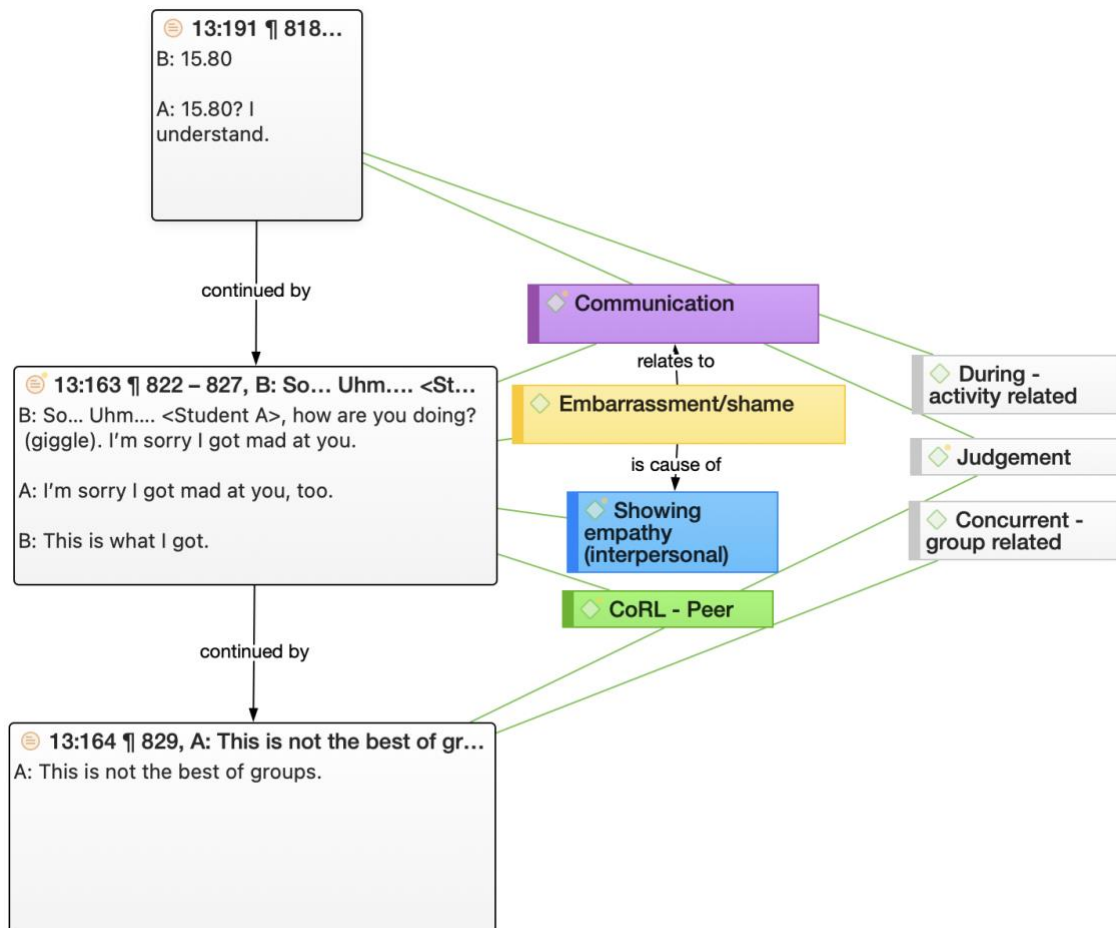 13:191 ¶ 818...
B: 15.80
A: 15.80? I
understand.
continued by
13:163 ¶ 822 – 827, B: So... Uhm.... <St...
B: So... Uhm.... <Student A>, how are you doing?
(giggle). I’m sorry I got mad at you.
A: I’m sorry I got mad at you, too.
B: This is what I got.
continued by
13:164 ¶ 829, A: This is not the best of gr...
A: This is not the best of groups.
Communication
relates to
Embarrassment/shame
is cause of
Showing
empathy
(interpersonal)
CoRL - Peer
During -
activity related
Judgement
Concurrent -
group related